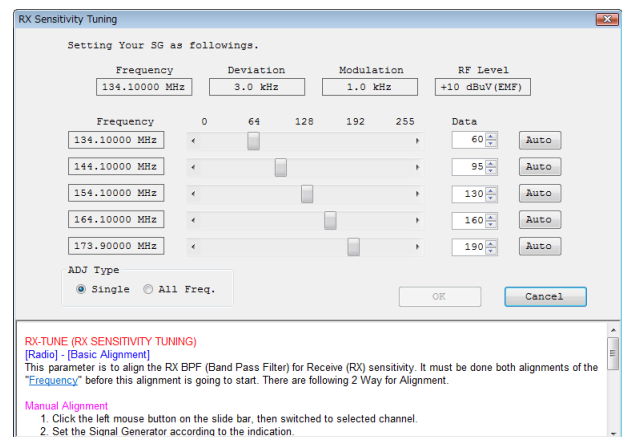 RX Sensitivity Tuning
Setting Your SG as followings.
Frequency Deviation Modulation RF Level
134.10000 MHz 3.0 kHz 1.0 kHz +10 dBuV(EMF)
Frequency 0 64 128 192 255 Data
134.10000 MHz 60 Auto
144.10000 MHz 95 Auto
154.10000 MHz 130 Auto
164.10000 MHz 160 Auto
173.90000 MHz 190 Auto
ADJ Type
Single All Freq.
OK Cancel
RX-TUNE (RX SENSITIVITY TUNING)
[Radio] - [Basic Alignment]
This parameter is to align the RX BPF (Band Pass Filter) for Receive (RX) sensitivity. It must be done both alignments of the
"Frequency" before this alignment is going to start. There are following 2 Way for Alignment.
Manual Alignment
1. Click the left mouse button on the slide bar, then switched to selected channel.
2. Set the Signal Generator according to the indication.